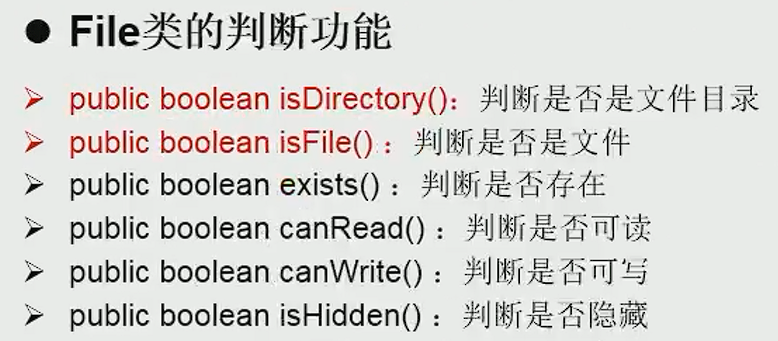 ● File类的判断功能
➢ public boolean isDirectory()：判断是否是文件目录
➢ public boolean isFile() ：判断是否是文件
➢ public boolean exists() ：判断是否存在
➢ public boolean canRead() ：判断是否可读
➢ public boolean canWrite() ：判断是否可写
➢ public boolean isHidden() ：判断是否隐藏